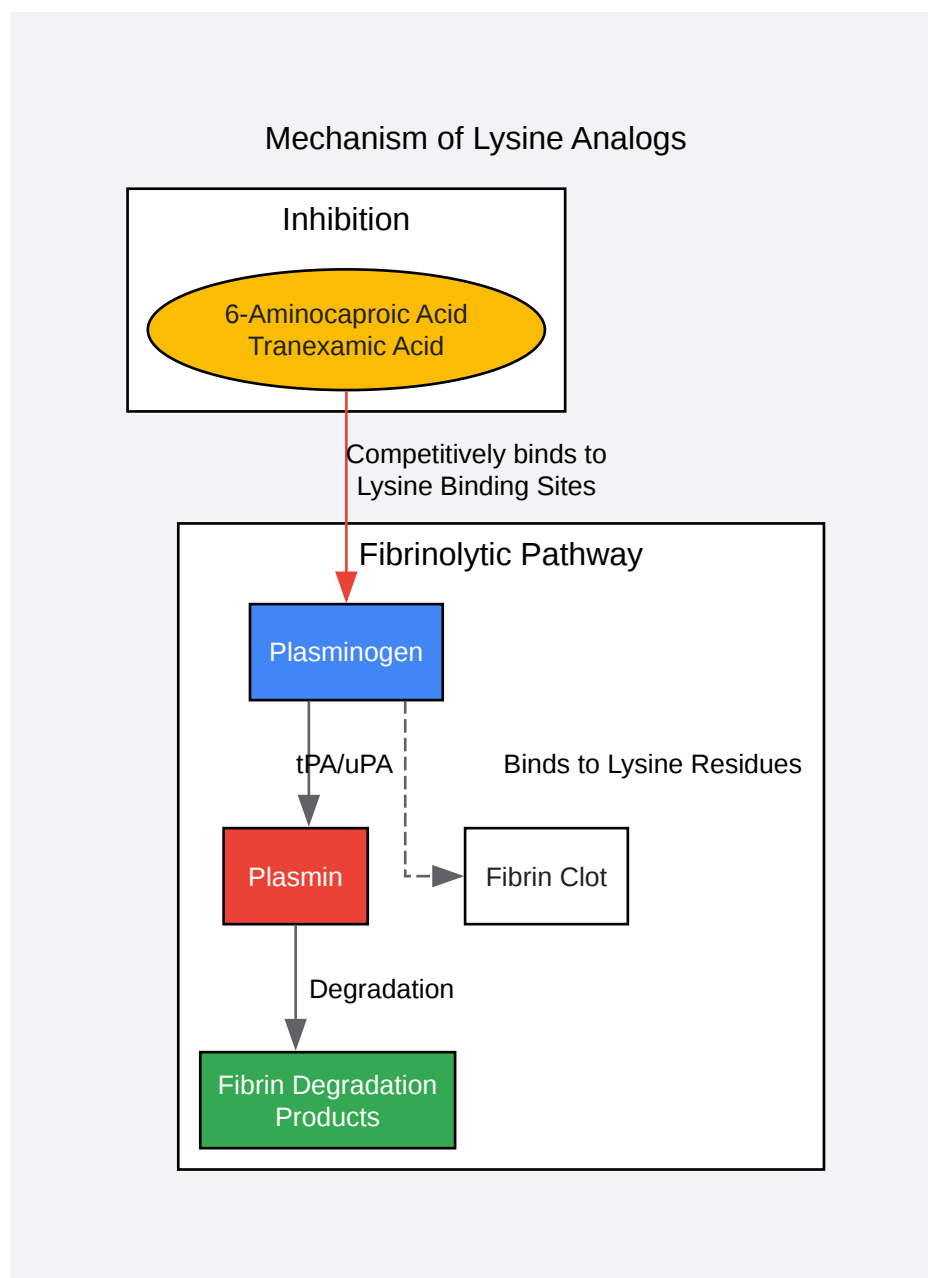 Mechanism of Lysine Analogs
Inhibition
6-Aminocaproic Acid
Tranexamic Acid
Competitively binds to
Lysine Binding Sites
Fibrinolytic Pathway
Plasminogen
tPA/uPA
Binds to Lysine Residues
Plasmin
Fibrin Clot
Degradation
Fibrin Degradation
Products